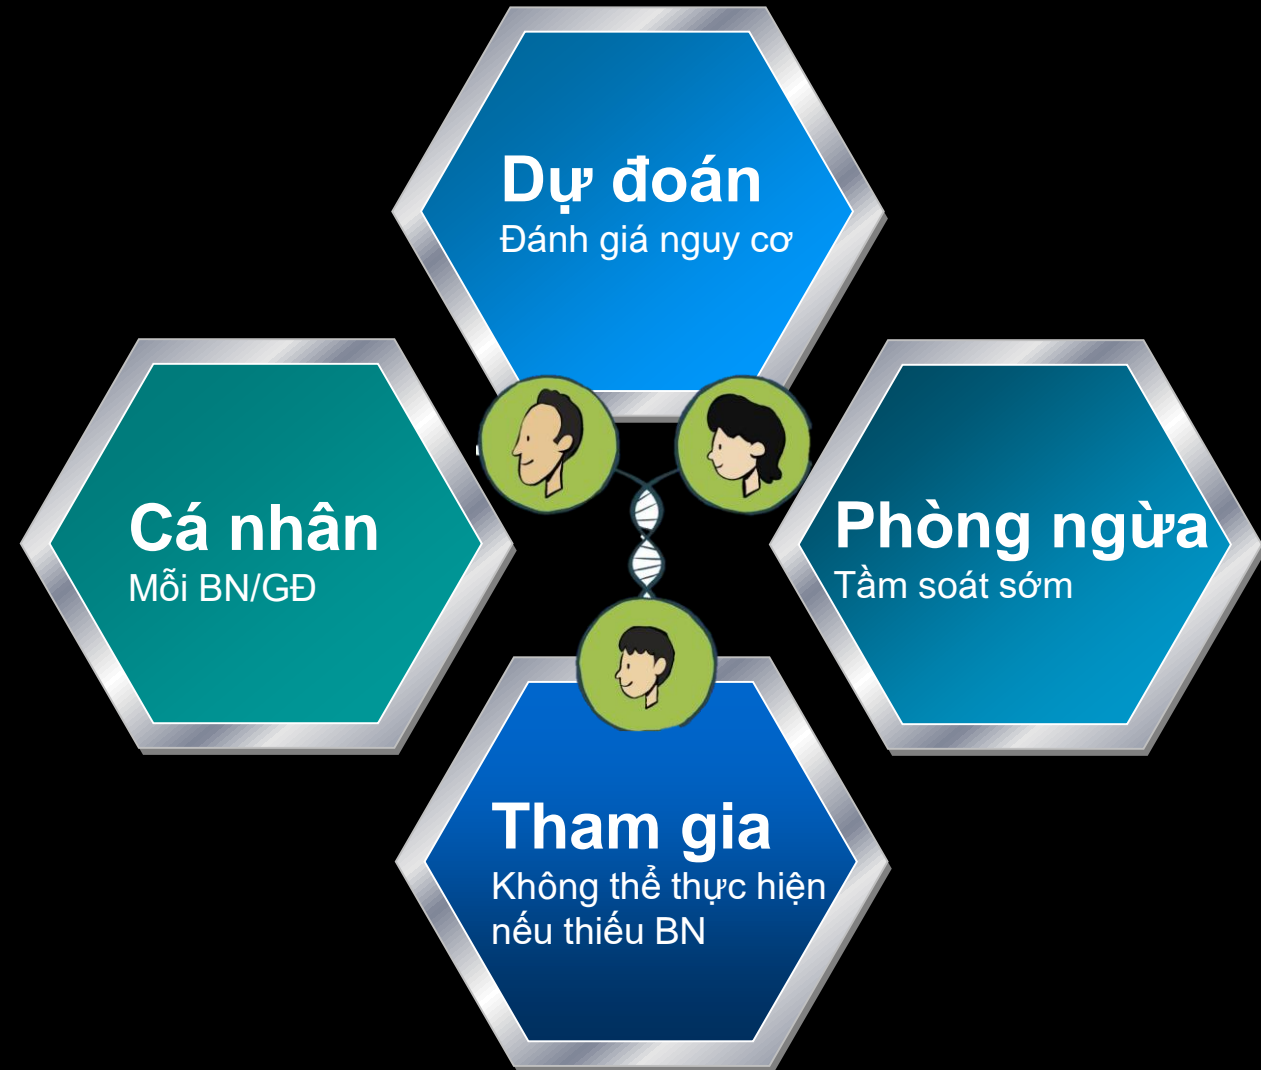 Dự đoán
Đánh giá nguy cơ
Cá nhân
Mỗi BN/GĐ
Phòng ngừa
Tầm soát sớm
Tham gia
Không thể thực hiện
nếu thiếu BN